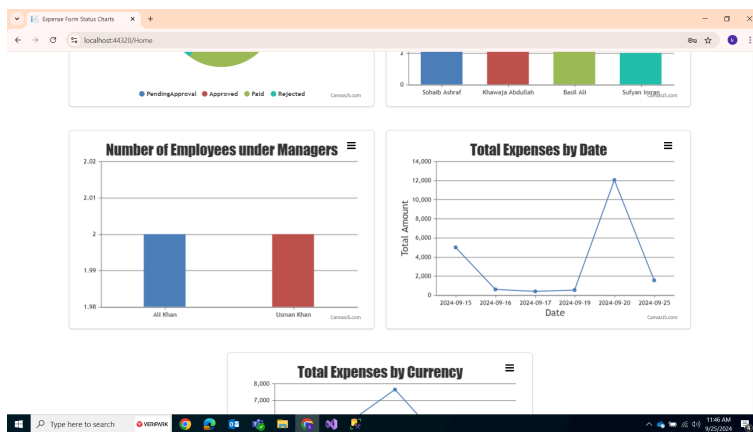 Expense Form Status Charts
localhost:44320/Home
PendingApproval Approved Paid Rejected
CanvasJS.com
2
0
Sohaib Ashraf Khawaja Abdullah Basil Ali Sufyan Imran
CanvasJS.com
Number of Employees under Managers
2.02
2.01
2
1.99
1.98
Ali Khan Usman Khan
CanvasJS.com
Total Expenses by Date
Total Amount
14,000
12,000
10,000
8,000
6,000
4,000
2,000
0
2024-09-15 2024-09-16 2024-09-17 2024-09-19 2024-09-20 2024-09-25
Date
CanvasJS.com
Total Expenses by Currency
8,000
7,000
Type here to search
VERIPARK
11:46 AM
9/25/2024